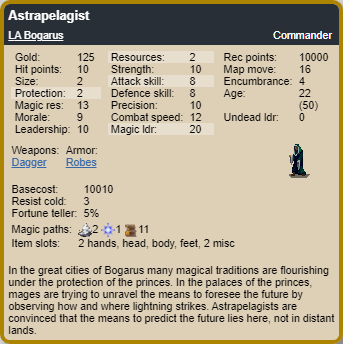 Astrapelagist
LA Bogarus Commander
Gold: 125 Resources: 2 Rec points: 10000
Hit points: 10 Strength: 10 Map move: 16
Size: 2 Attack skill: 8 Encumbrance: 4
Protection: 2 Defence skill: 8 Age: 22
Magic res: 13 Precision: 10 (50)
Morale: 9 Combat speed: 12 Undead ldr: 0
Leadership: 10 Magic ldr: 20
Weapons: Armor:
Dagger Robes
Basecost: 10010
Resist cold: 3
Fortune teller: 5%
Magic paths: 2 1 11
Item slots: 2 hands, head, body, feet, 2 misc
In the great cities of Bogarus many magical traditions are flourishing
under the protection of the princes. In the palaces of the princes,
mages are trying to unravel the means to foresee the future by
observing how and where lightning strikes. Astrapelagists are
convinced that the means to predict the future lies here, not in distant
lands.